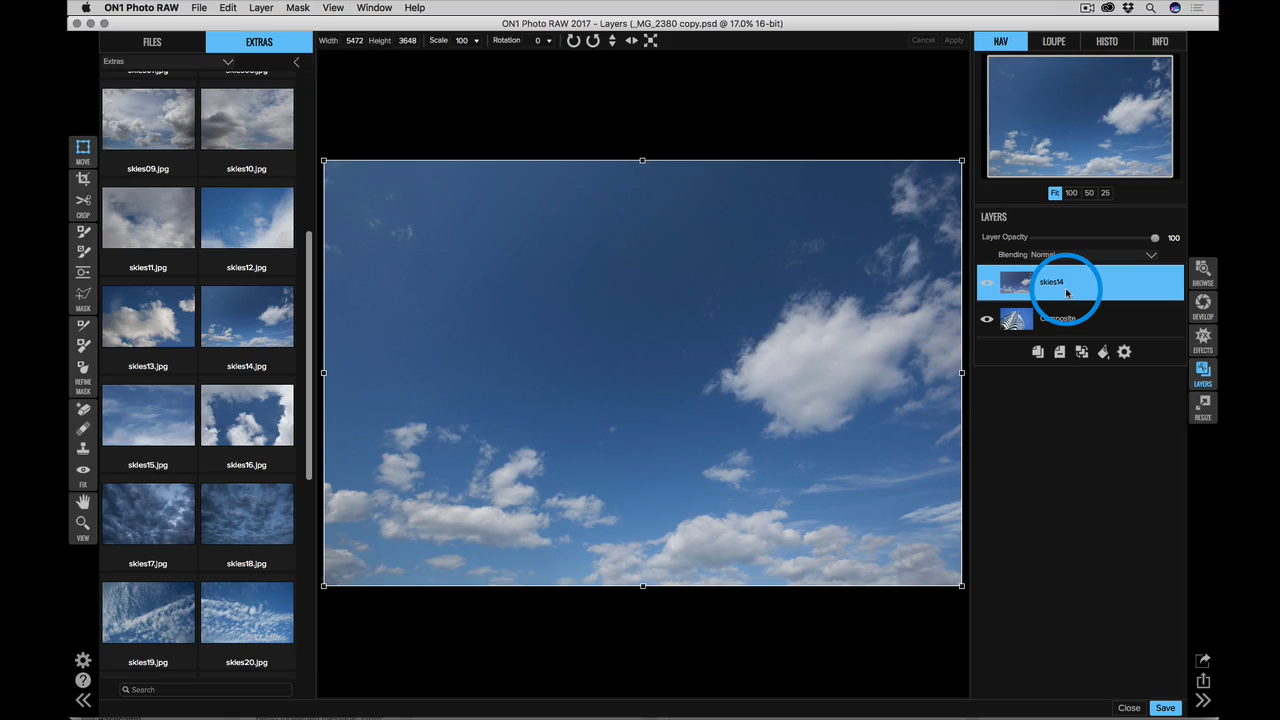 ON1 Photo RAW File Edit Layer Mask View Window Help
ON1 Photo RAW 2017 - Layers (_MG_2380 copy.psd @ 17.0% 16-bit)
FILES EXTRAS Width 5472 Height 3648 Scale 100 Rotation 0 Cancel Apply NAV LOUPE HISTO INFO
Extras
skies09.jpg skies10.jpg
skies11.jpg skies12.jpg
skies13.jpg skies14.jpg
skies15.jpg skies16.jpg
skies17.jpg skies18.jpg
skies19.jpg skies20.jpg
Search
MOVE
CROP
MASK
REFINE
MASK
FIX
VIEW
Fit 100 50 25
LAYERS
Layer Opacity 100
Blending Normal
skies14
Composite
BROWSE
DEVELOP
EFFECTS
LAYERS
RESIZE
Close Save